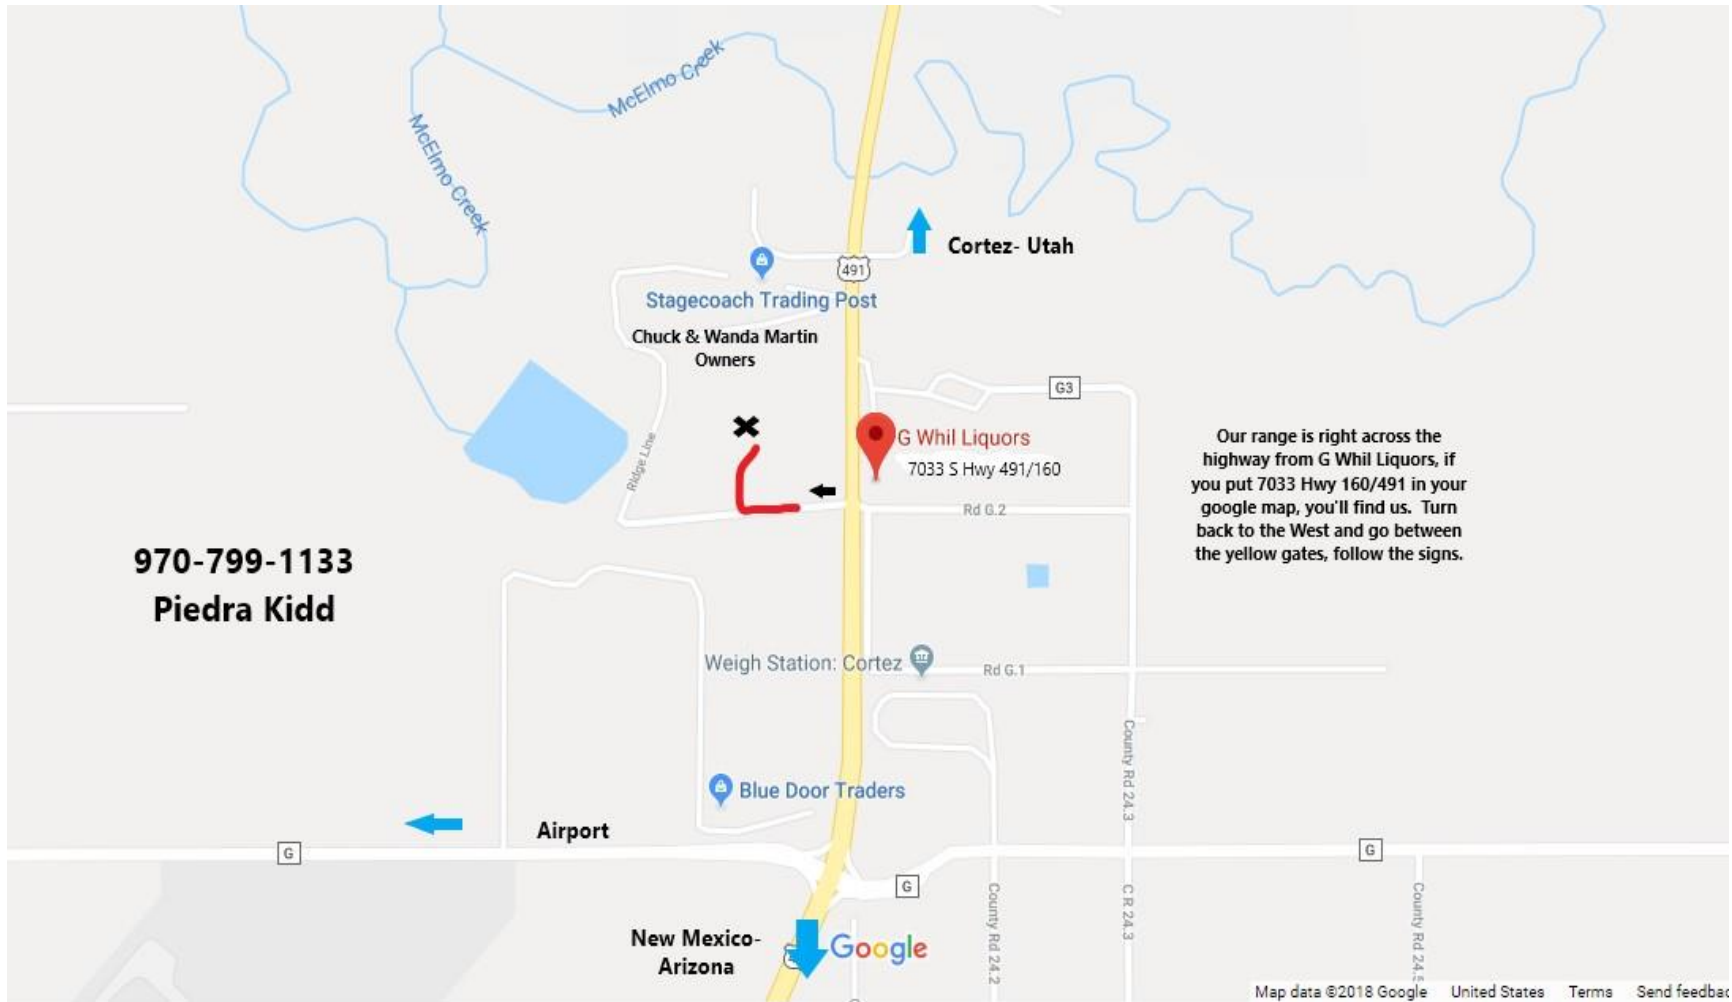 McElmo Creek
McElmo Creek
Cortez- Utah
491
Stagecoach Trading Post
Chuck & Wanda Martin
Owners
G3
G Whil Liquors
7033 S Hwy 491/160
Ridge Line
Rd G.2
Our range is right across the
highway from G Whil Liquors, if
you put 7033 Hwy 160/491 in your
google map, you'll find us. Turn
back to the West and go between
the yellow gates, follow the signs.
970-799-1133
Piedra Kidd
Weigh Station: Cortez
Rd G.1
County Rd 24.3
Blue Door Traders
Airport
G
G
G
County Rd 24.2
C R 24.3
County Rd 24.5
New Mexico-
Arizona
Google
Map data ©2018 Google United States Terms Send feedbac